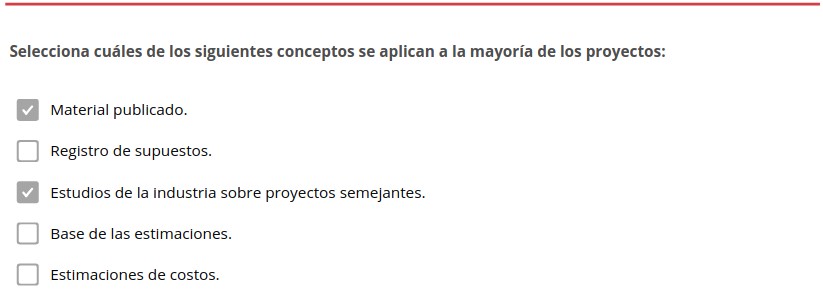 Selecciona cuáles de los siguientes conceptos se aplican a la mayoría de los proyectos:
Material publicado.
Registro de supuestos.
Estudios de la industria sobre proyectos semejantes.
Base de las estimaciones.
Estimaciones de costos.